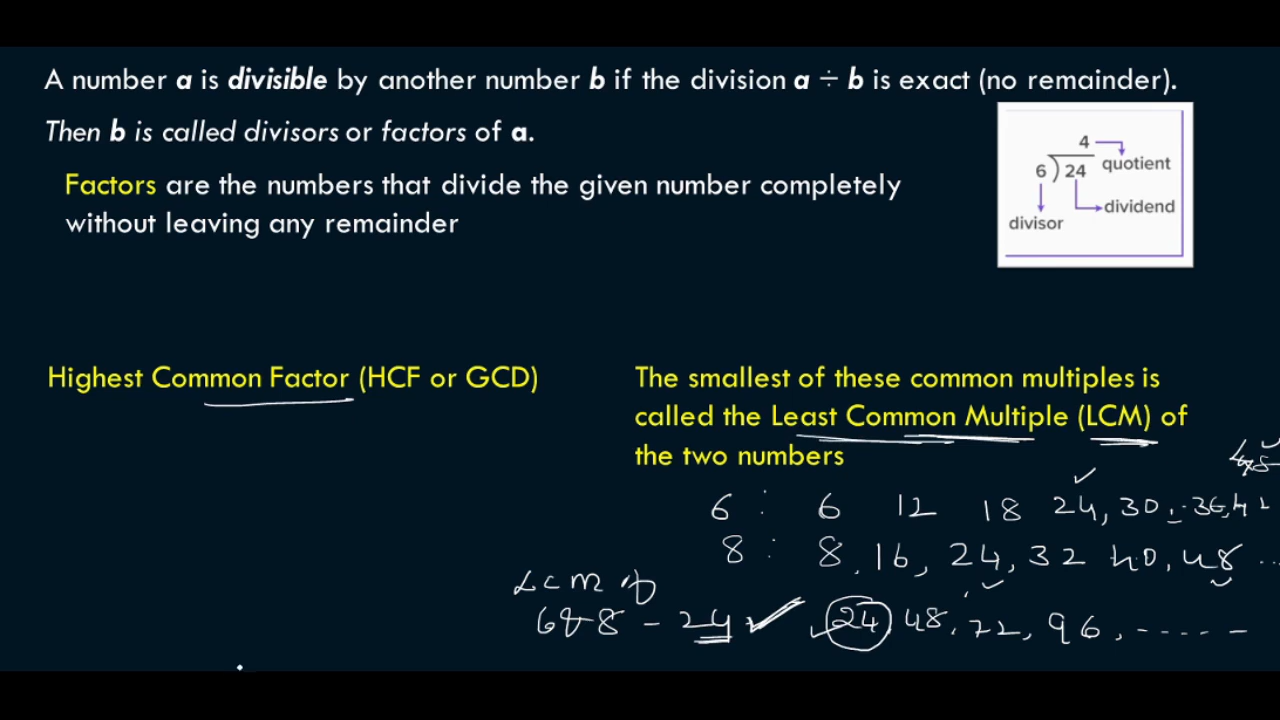 A number a is divisible by another number b if the division a ÷ b is exact (no remainder).
Then b is called divisors or factors of a.
Factors are the numbers that divide the given number completely
without leaving any remainder
4
quotient
6 ) 24
dividend
divisor
Highest Common Factor (HCF or GCD)
The smallest of these common multiples is
called the Least Common Multiple (LCM) of
the two numbers
48
6 : 6 12 18 24, 30, 36, 42
8 : 8, 16, 24, 32 40, 48 ...
LCM of
6 & 8 - 24 ✓ 24, 48, 72, 96, ------